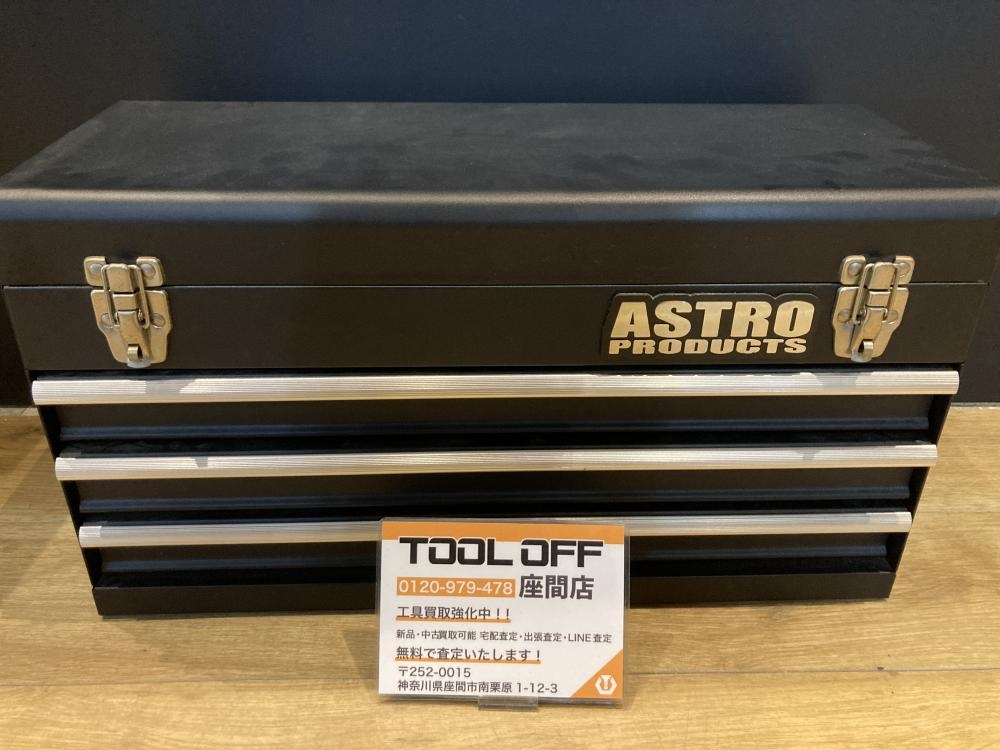 ASTRO
PRODUCTS
TOOL OFF
0120-979-478 座間店
工具買取強化中！！
新品・中古買取可能 宅配査定・出張査定・LINE査定
無料で査定いたします！
〒252-0015
神奈川県座間市南栗原 1-12-3